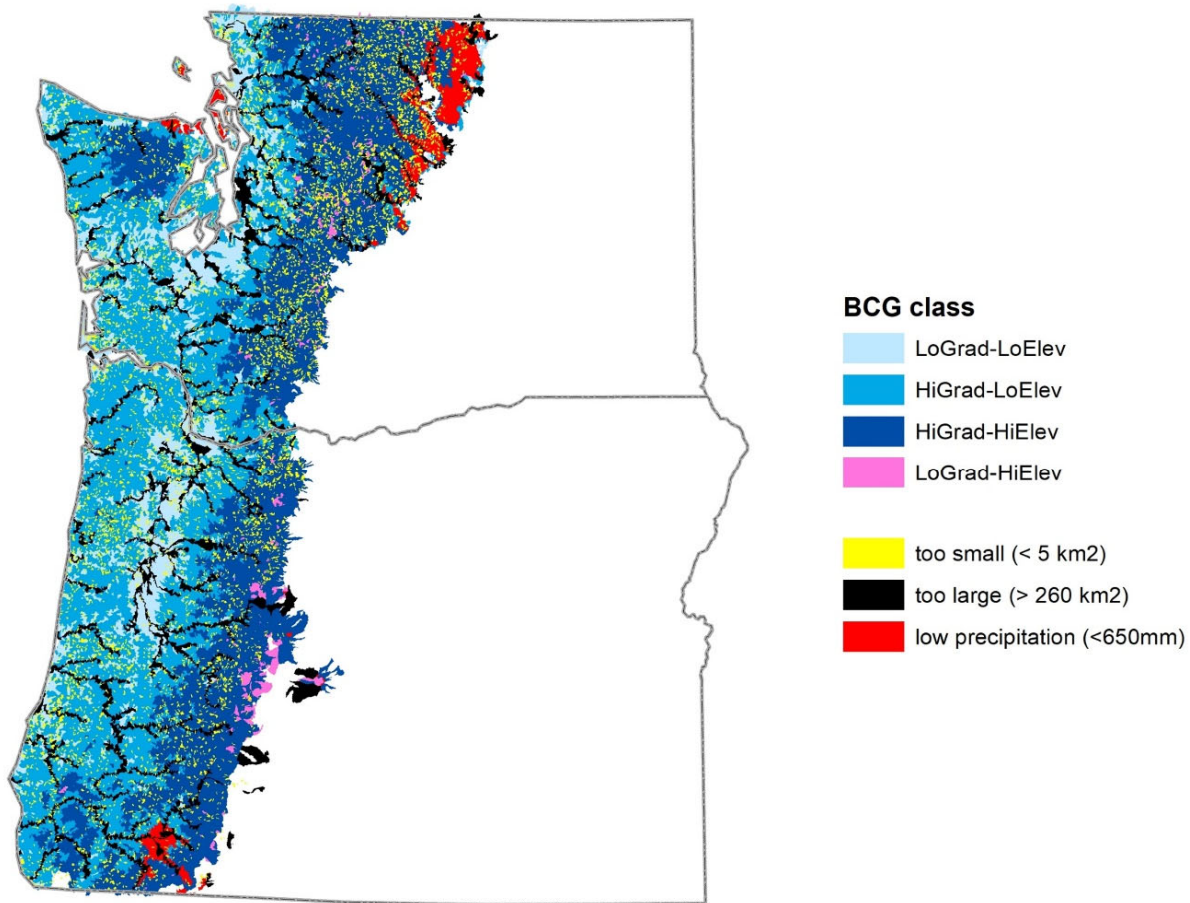 BCG class
LoGrad-LoElev
HiGrad-LoElev
HiGrad-HiElev
LoGrad-HiElev
too small (< 5 km2)
too large (> 260 km2)
low precipitation (<650mm)